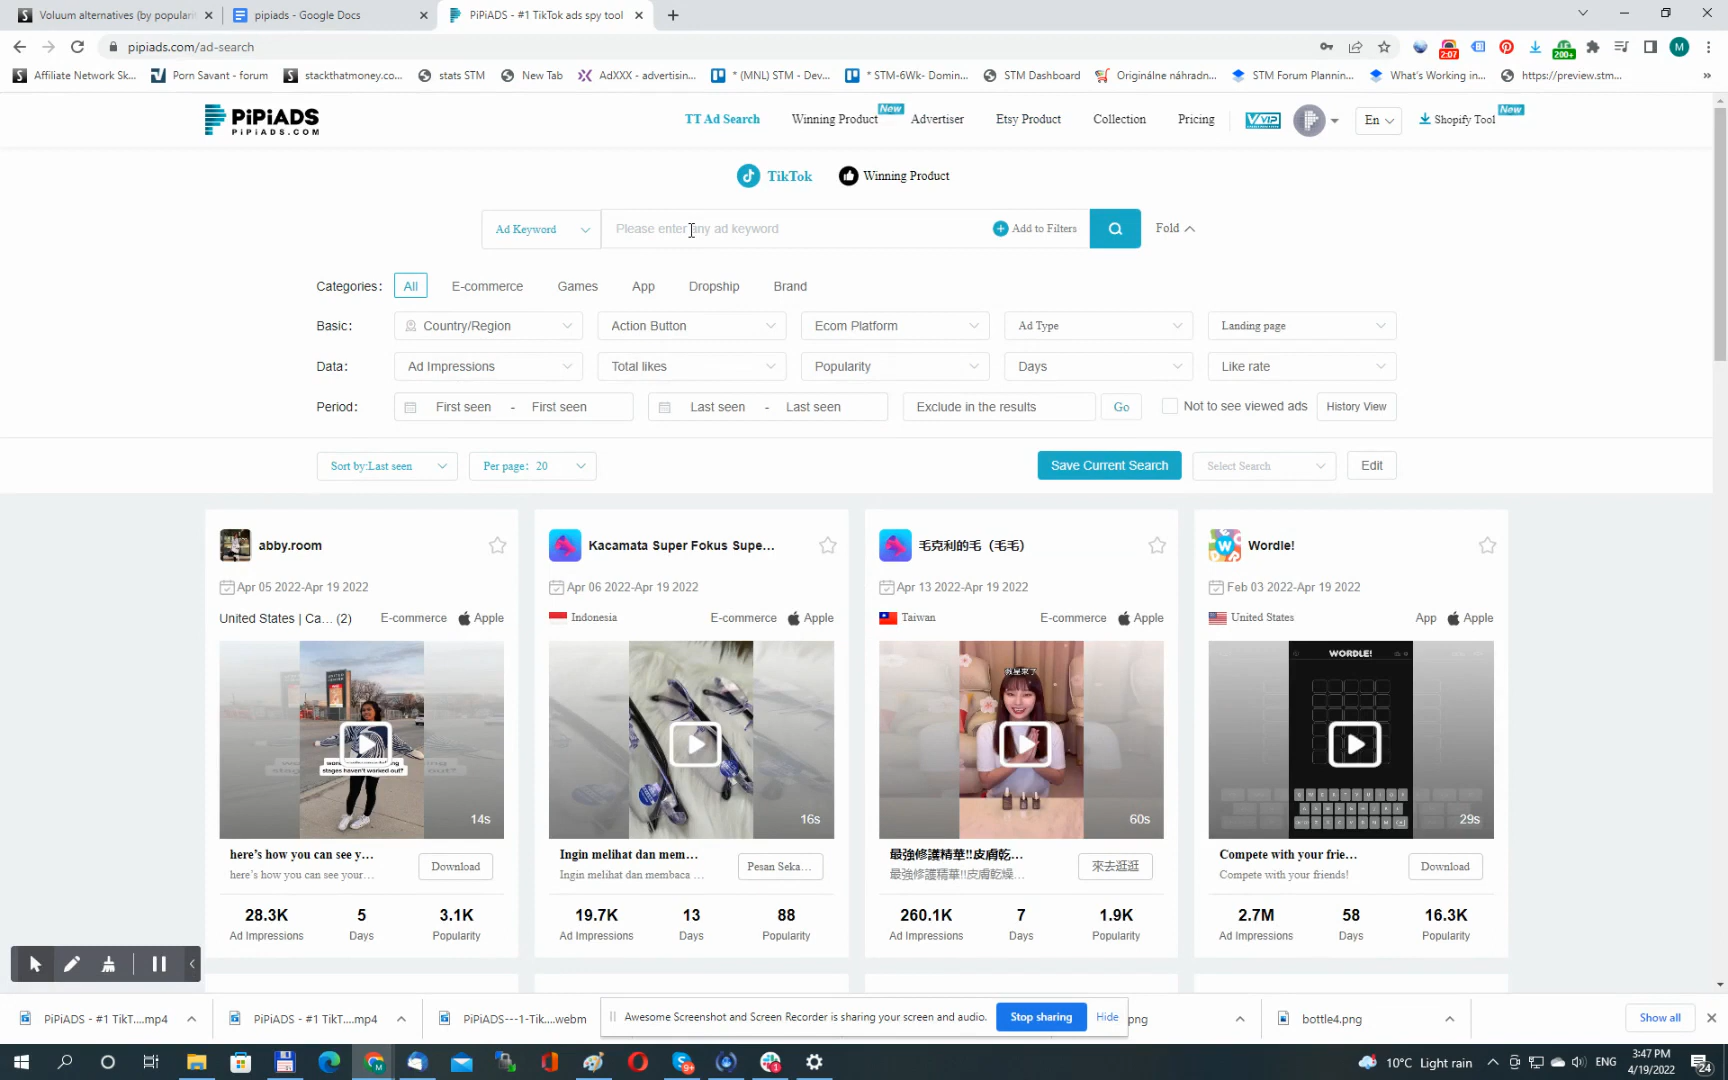 Voluum alternatives (by populari
pipiads - Google Docs
PiPiADS - #1 TikTok ads spy tool
pipiads.com/ad-search
2:07
200+
M
Affiliate Network Sk...
Porn Savant - forum
stackthatmoney.co...
stats STM
New Tab
AdXXX - advertisin...
* (MNL) STM - Dev...
* STM-6Wk- Domin...
STM Dashboard
Originálne náhradn...
STM Forum Plannin...
What's Working in...
https://preview.stm...
PiPiADS
PiPiADS.COM
TT Ad Search
Winning Product
New
Advertiser
Etsy Product
Collection
Pricing
VVIP
En
Shopify Tool
New
TikTok
Winning Product
Ad Keyword
Please enter any ad keyword
Add to Filters
Fold
Categories:
All
E-commerce
Games
App
Dropship
Brand
Basic:
Country/Region
Action Button
Ecom Platform
Ad Type
Landing page
Data:
Ad Impressions
Total likes
Popularity
Days
Like rate
Period:
First seen - First seen
Last seen - Last seen
Exclude in the results
Go
Not to see viewed ads
History View
Sort by:Last seen
Per page: 20
Save Current Search
Select Search
Edit
abby.room
Apr 05 2022-Apr 19 2022
United States | Ca... (2)
E-commerce
Apple
14s
here's how you can see y...
here's how you can see your...
Download
28.3K
5
3.1K
Ad Impressions
Days
Popularity
Kacamata Super Fokus Supe...
Apr 06 2022-Apr 19 2022
Indonesia
E-commerce
Apple
16s
Ingin melihat dan mem...
Ingin melihat dan membaca ...
Pesan Seka...
19.7K
13
88
Ad Impressions
Days
Popularity
毛克利的毛（毛毛）
Apr 13 2022-Apr 19 2022
Taiwan
E-commerce
Apple
救星來了
60s
最強修護精華!!皮膚乾...
最強修護精華!!皮膚乾燥...
來去逛逛
260.1K
7
1.9K
Ad Impressions
Days
Popularity
Wordle!
Feb 03 2022-Apr 19 2022
United States
App
Apple
WORDLE!
29s
Compete with your frie...
Compete with your friends!
Download
2.7M
58
16.3K
Ad Impressions
Days
Popularity
PiPiADS - #1 TikT....mp4
PiPiADS - #1 TikT....mp4
PiPiADS---1-Tik....webm
Awesome Screenshot and Screen Recorder is sharing your screen and audio.
Stop sharing
Hide
png
bottle4.png
Show all
10°C Light rain
ENG
3:47 PM
4/19/2022
24